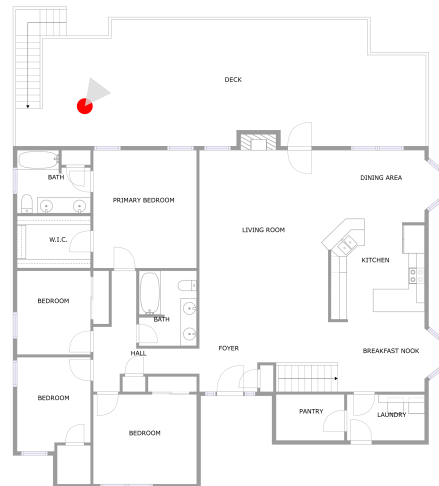 DECK
BATH
DINING AREA
PRIMARY BEDROOM
LIVING ROOM
W.I.C.
KITCHEN
BEDROOM
BATH
HALL
FOYER
BREAKFAST NOOK
BEDROOM
PANTRY
LAUNDRY
BEDROOM